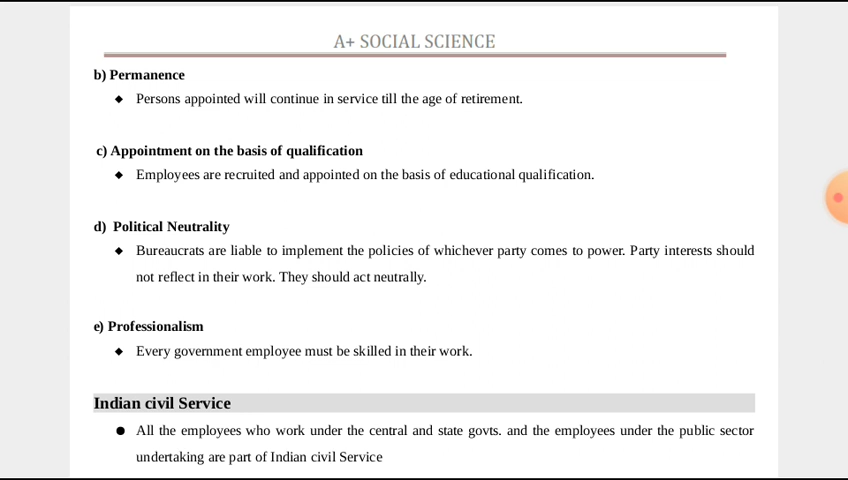 A+ SOCIAL SCIENCE
b) Permanence
◆ Persons appointed will continue in service till the age of retirement.
c) Appointment on the basis of qualification
◆ Employees are recruited and appointed on the basis of educational qualification.
d) Political Neutrality
◆ Bureaucrats are liable to implement the policies of whichever party comes to power. Party interests should
not reflect in their work. They should act neutrally.
e) Professionalism
◆ Every government employee must be skilled in their work.
Indian civil Service
● All the employees who work under the central and state govts. and the employees under the public sector
undertaking are part of Indian civil Service